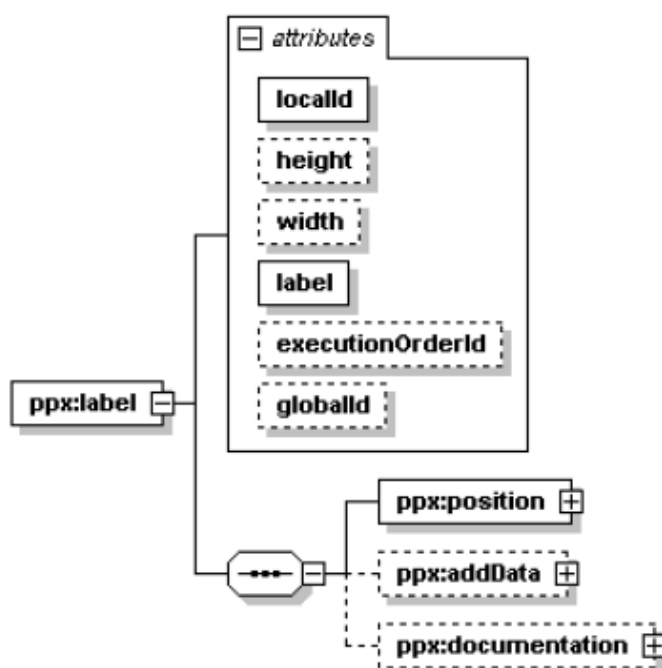 attributes
localId
height
width
label
executionOrderId
globalId
ppx:label
ppx:position
ppx:addData
ppx:documentation